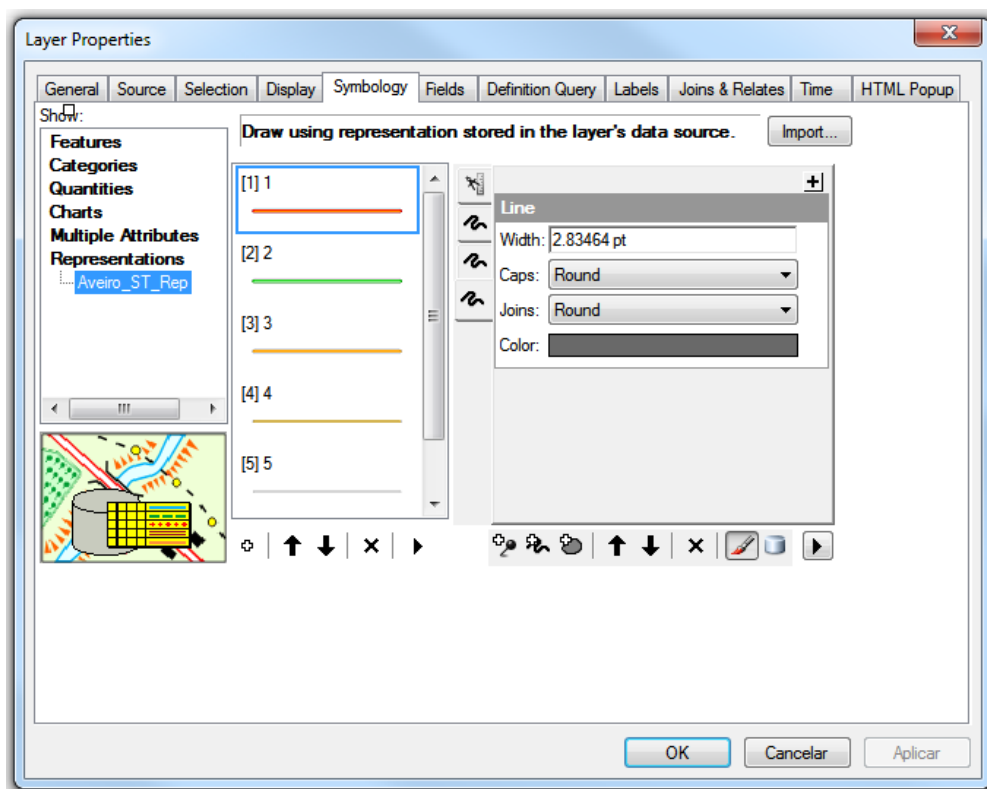 Layer Properties
General Source Selection Display Symbology Fields Definition Query Labels Joins & Relates Time HTML Popup
Show:
Draw using representation stored in the layer's data source. Import...
Features
Categories
Quantities
Charts
Multiple Attributes
Representations
Aveiro_ST_Rep
[1] 1
[2] 2
[3] 3
[4] 4
[5] 5
Line
Width: 2.83464 pt
Caps: Round
Joins: Round
Color:
OK Cancelar Aplicar